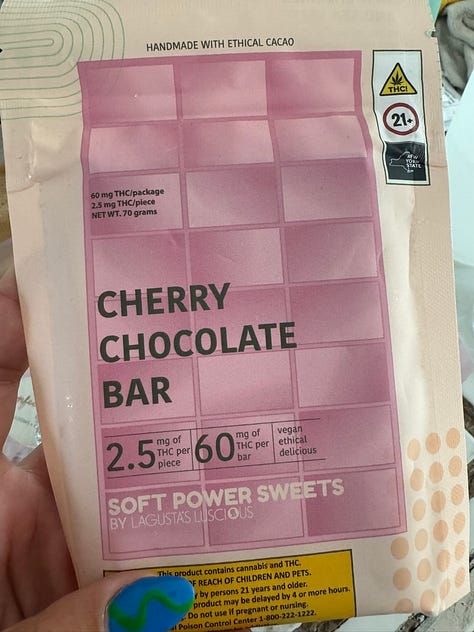 HANDMADE WITH ETHICAL CACAO
THC!
21+
NEW
YORK
STATE
60 mg THC/package
2.5 mg THC/piece
NET WT. 70 grams
CHERRY
CHOCOLATE
BAR
2.5 mg of THC per piece
60 mg of THC per bar
vegan
ethical
delicious
SOFT POWER SWEETS
BY LAGUSTA'S LUSCIOUS
This product contains cannabis and THC.
OF REACH OF CHILDREN AND PETS.
by persons 21 years and older.
product may be delayed by 4 or more hours.
Do not use if pregnant or nursing.
Poison Control Center 1-800-222-1222.